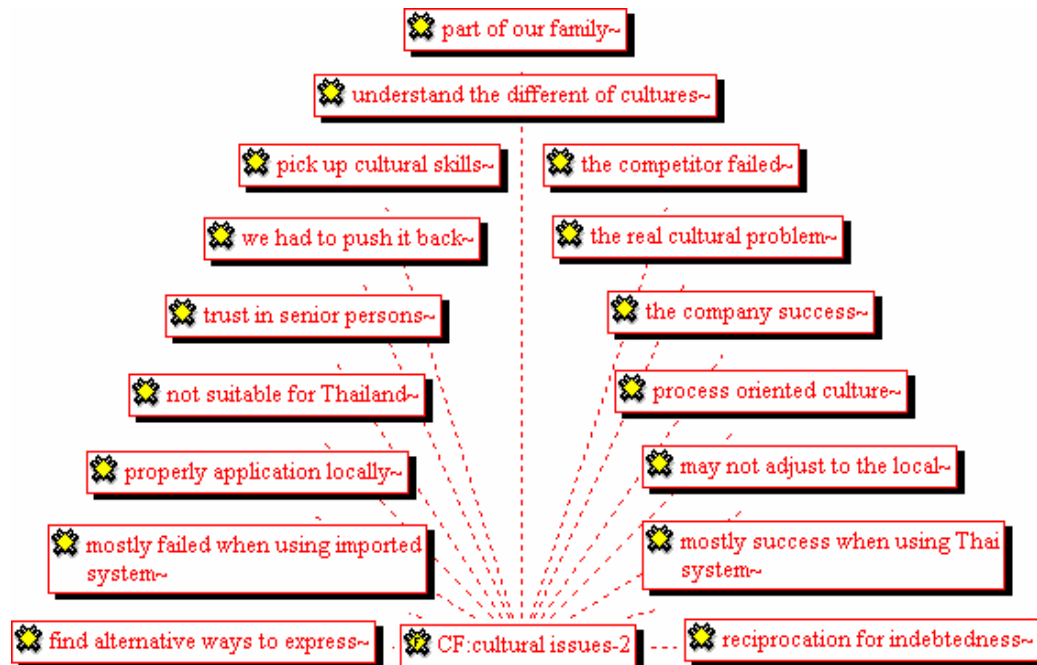 part of our family~
understand the different of cultures~
pick up cultural skills~
the competitor failed~
we had to push it back~
the real cultural problem~
trust in senior persons~
the company success~
not suitable for Thailand~
process oriented culture~
properly application locally~
may not adjust to the local~
mostly failed when using imported
system~
mostly success when using Thai
system~
find alternative ways to express~
F CF:cultural issues-2
reciprocation for indebtedness~